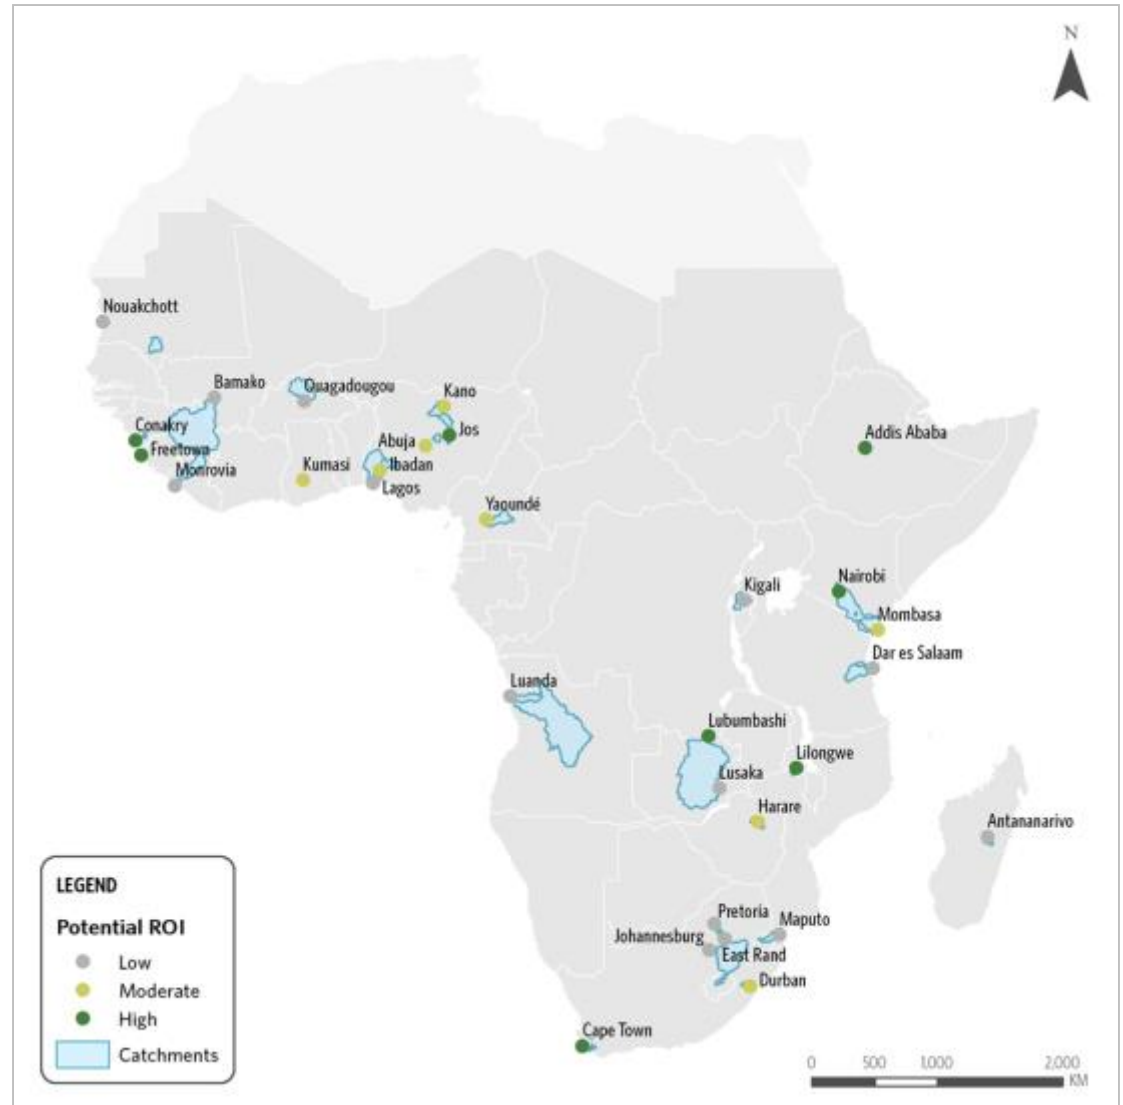 N
Nouakchott
Bamako
Ouagadougou
Kano
Conakry
Jos
Addis Ababa
Freetown
Abuja
Monrovia
Kumasi
Ibadan
Lagos
Yaoundé
Kigali
Nairobi
Mombasa
Dar es Salaam
Luanda
Lubumbashi
Lilongwe
Lusaka
Harare
Antananarivo
Pretoria
Maputo
Johannesburg
East Rand
Durban
Cape Town
LEGEND
Potential ROI
Low
Moderate
High
Catchments
0 500 1,000 2,000
KM